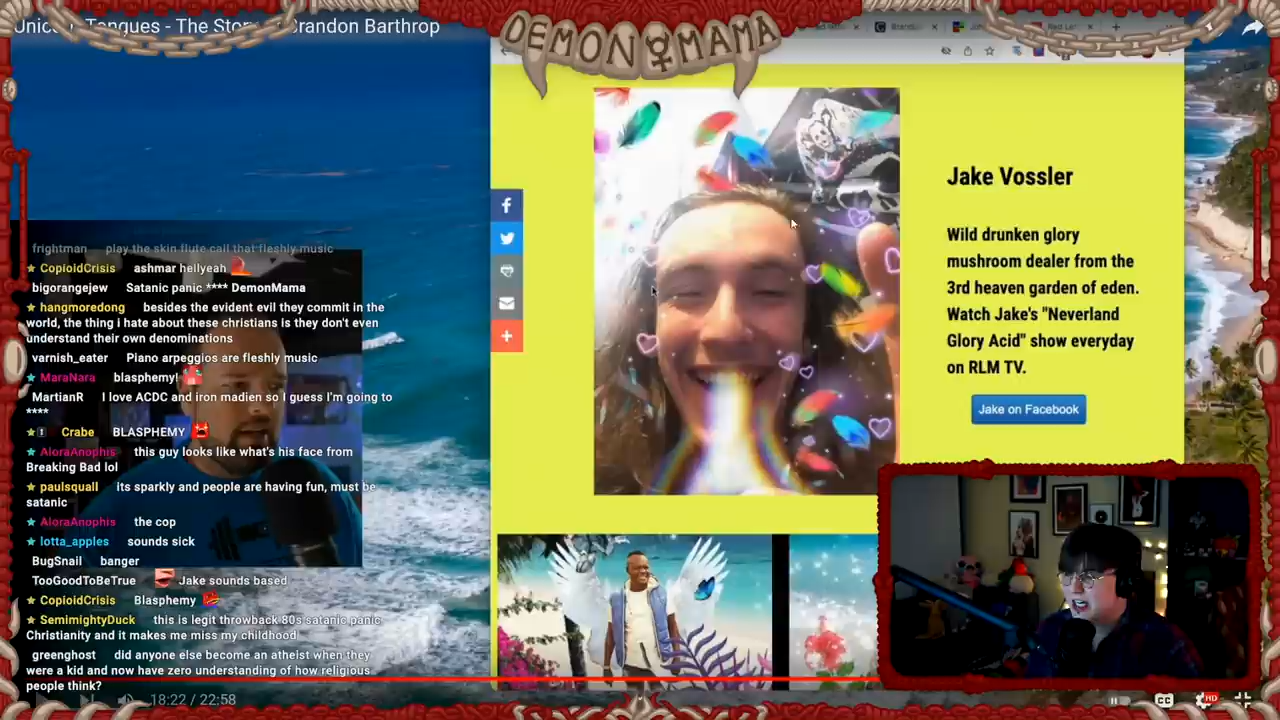 Tongues - The Story
Brandon Barthrop
DEMON MAMA
frightman play the skin flute call that fleshly music
CopioidCrisis ashmar hellyeah
bigorangejew Satanic panic **** DemonMama
hangmoredong besides the evident evil they commit in the
world, the thing i hate about these christians is they don't even
understand their own denominations
varnish_eater Piano arpeggios are fleshly music
MaraNara blasphemy!
MartianR I love ACDC and iron madien so I guess I'm going to
****
Crabe BLASPHEMY
AloraAnophis this guy looks like what's his face from
Breaking Bad lol
paulsquall its sparkly and people are having fun, must be
satanic
AloraAnophis the cop
lotta_apples sounds sick
BugSnail banger
TooGoodToBeTrue Jake sounds based
CopioidCrisis Blasphemy
SemimightyDuck this is legit throwback 80s satanic panic
Christianity and it makes me miss my childhood
greenghost did anyone else become an atheist when they
were a kid and now have zero understanding of how religious
people think?
18:22 / 22:58
Jake Vossler
Wild drunken glory
mushroom dealer from the
3rd heaven garden of eden.
Watch Jake's "Neverland
Glory Acid" show everyday
on RLM TV.
Jake on Facebook
CC
HD